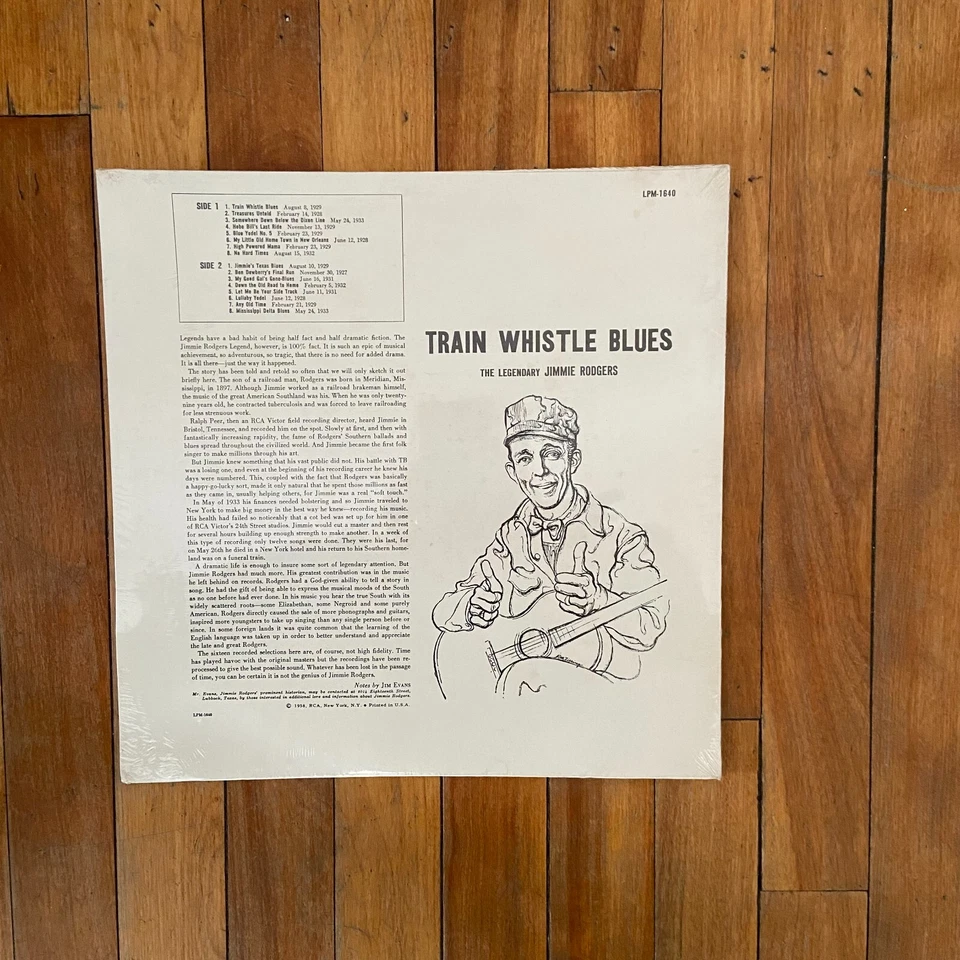 LPM-1640
SIDE 1
1. Train Whistle Blues August 8, 1929
2. Treasures Untold February 14, 1928
3. Somewhere Down Below the Dixon Line May 24, 1933
4. Hobo Bill's Last Ride November 13, 1929
5. Blue Yodel No. 5 February 23, 1929
6. My Little Old Home Town in New Orleans June 12, 1928
7. High Powered Mama February 23, 1929
8. No Hard Times August 15, 1932
SIDE 2
1. Jimmie's Texas Blues August 10, 1929
2. Ben Dewberry's Final Run November 30, 1927
3. My Good Gal's Gone-Blues June 16, 1931
4. Down the Old Road to Home February 5, 1932
5. Let Me Be Your Side Track June 11, 1931
6. Lullaby Yodel June 12, 1928
7. Any Old Time February 21, 1929
8. Mississippi Delta Blues May 24, 1933
Legends have a bad habit of being half fact and half dramatic fiction. The
Jimmie Rodgers Legend, however, is 100% fact. It is such an epic of musical
achievement, so adventurous, so tragic, that there is no need for added drama.
It is all there—just the way it happened.
The story has been told and retold so often that we will only sketch it out
briefly here. The son of a railroad man, Rodgers was born in Meridian, Mis-
sissippi, in 1897. Although Jimmie worked as a railroad brakeman himself,
the music of the great American Southland was his. When he was only twenty-
nine years old, he contracted tuberculosis and was forced to leave railroading
for less strenuous work.
Ralph Peer, then an RCA Victor field recording director, heard Jimmie in
Bristol, Tennessee, and recorded him on the spot. Slowly at first, and then with
fantastically increasing rapidity, the fame of Rodgers' Southern ballads and
blues spread throughout the civilized world. And Jimmie became the first folk
singer to make millions through his art.
But Jimmie knew something that his vast public did not. His battle with TB
was a losing one, and even at the beginning of his recording career he knew his
days were numbered. This, coupled with the fact that Rodgers was basically
a happy-go-lucky sort, made it only natural that he spent those millions as fast
as they came in, usually helping others, for Jimmie was a real "soft touch."
In May of 1933 his finances needed bolstering and so Jimmie traveled to
New York to make big money in the best way he knew—recording his music.
His health had failed so noticeably that a cot bed was set up for him in one
of RCA Victor's 24th Street studios. Jimmie would cut a master and then rest
for several hours building up enough strength to make another. In a week of
this type of recording only twelve songs were done. They were his last, for
on May 26th he died in a New York hotel and his return to his Southern home-
land was on a funeral train.
A dramatic life is enough to insure some sort of legendary attention. But
Jimmie Rodgers had much more. His greatest contribution was in the music
he left behind on records. Rodgers had a God-given ability to tell a story in
song. He had the gift of being able to express the musical moods of the South
as no one before had ever done. In his music you hear the true South with its
widely scattered roots—some Elizabethan, some Negroid and some purely
American, Rodgers directly caused the sale of more phonographs and guitars,
inspired more youngsters to take up singing than any single person before or
since. In some foreign lands it was quite common that the learning of the
English language was taken up in order to better understand and appreciate
the late and great Rodgers.
The sixteen recorded selections here are, of course, not high fidelity. Time
has played havoc with the original masters but the recordings have been re-
processed to give the best possible sound. Whatever has been lost in the passage
of time, you can be certain it is not the genius of Jimmie Rodgers.
Notes by JIM EVANS
Mr. Evans, Jimmie Rodgers' prominent historian, may be contacted at Eighteenth Street,
Lubbock, Texas, by those interested in additional lore and information about Jimmie Rodgers.
© 1958, RCA, New York, N.Y. • Printed in U.S.A.
LPM-1640
TRAIN WHISTLE BLUES
THE LEGENDARY JIMMIE RODGERS